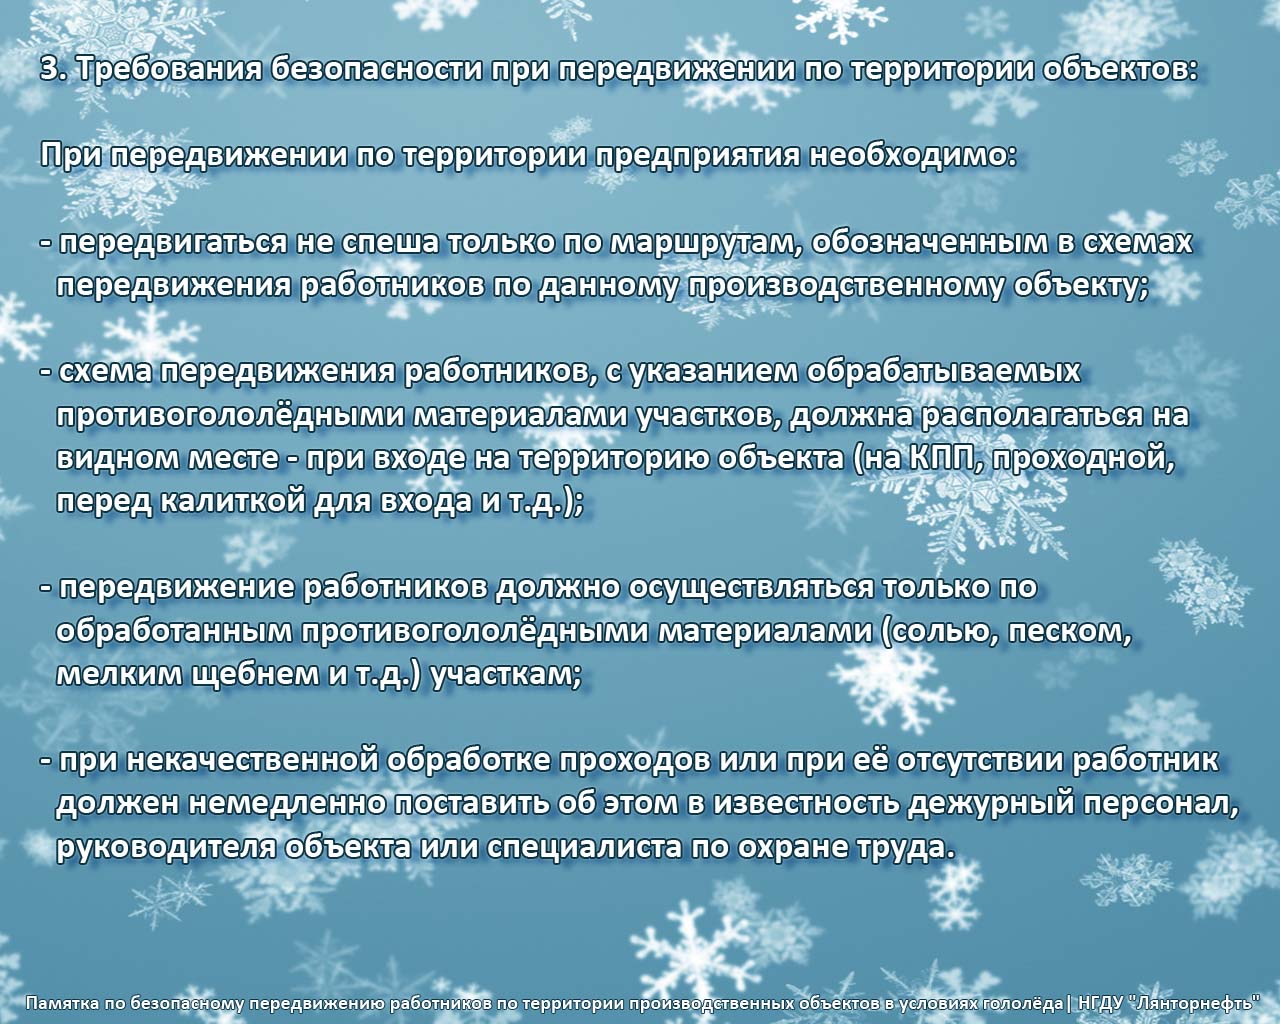 3. Требования безопасности при передвижении по территории объектов:
При передвижении по территории предприятия необходимо:
- передвигаться не спеша только по маршрутам, обозначенным в схемах
передвижения работников по данному производственному объекту;
- схема передвижения работников, с указанием обрабатываемых
противогололёдными материалами участков, должна располагаться на
видном месте - при входе на территорию объекта (на КПП, проходной,
перед калиткой для входа и т.д.);
- передвижение работников должно осуществляться только по
обработанным противогололёдными материалами (солью, песком,
мелким щебнем и т.д.) участкам;
- при некачественной обработке проходов или при её отсутствии работник
должен немедленно поставить об этом в известность дежурный персонал,
руководителя объекта или специалиста по охране труда.
Памятка по безопасному передвижению работников по территории производственных объектов в условиях гололёда| НГДУ "Лянторнефть"